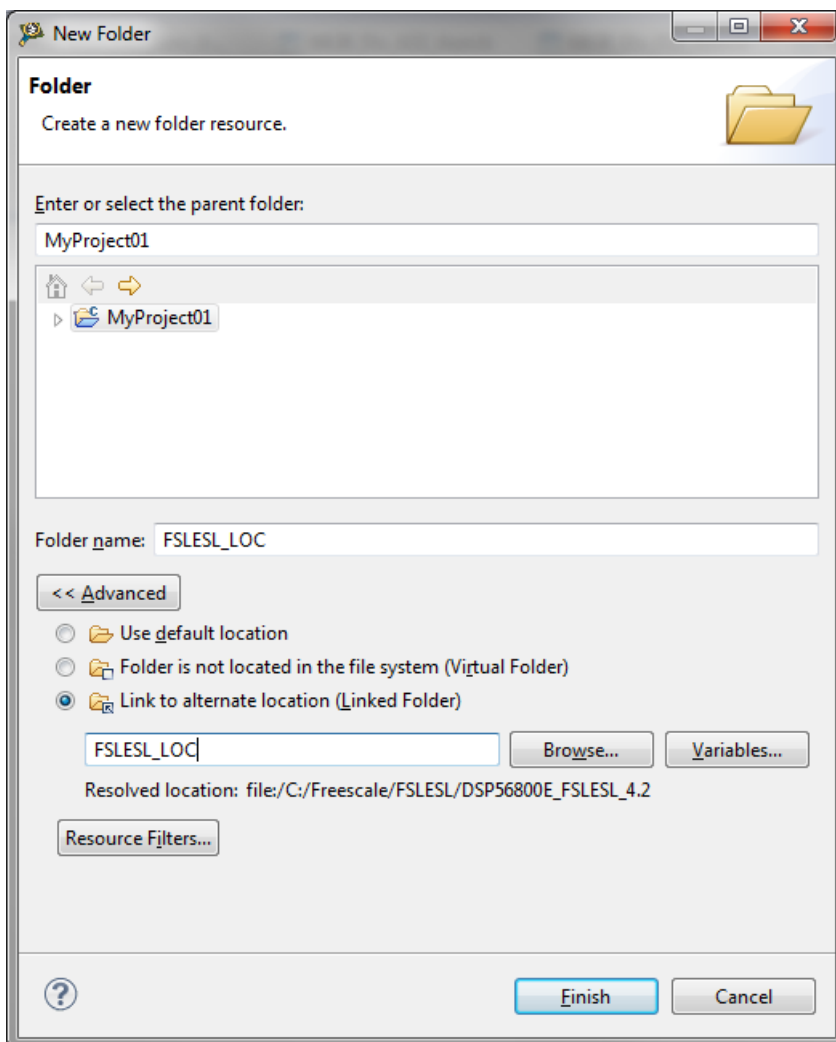 New Folder
Folder
Create a new folder resource.
Enter or select the parent folder:
MyProject01
MyProject01
Folder name: FSLESL_LOC
<< Advanced
Use default location
Folder is not located in the file system (Virtual Folder)
Link to alternate location (Linked Folder)
FSLESL_LOC Browse... Variables...
Resolved location: file:/C:/Freescale/FSLESL/DSP56800E_FSLESL_4.2
Resource Filters...
Finish Cancel